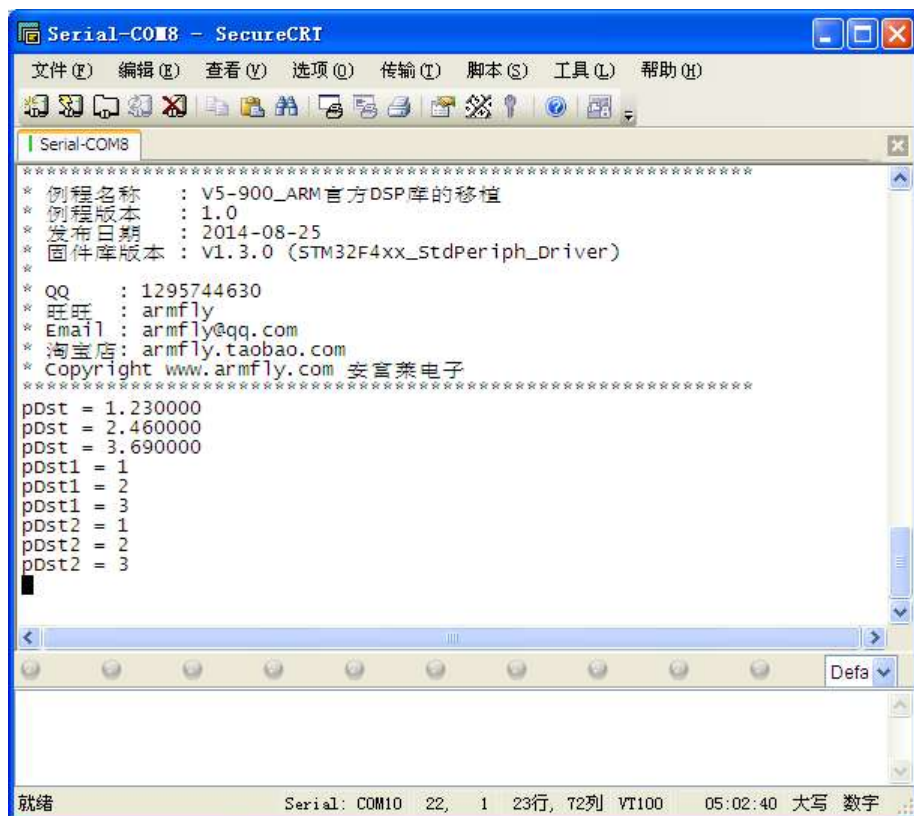 Serial-COM8 - SecureCRT
文件(F) 编辑(E) 查看(V) 选项(O) 传输(T) 脚本(S) 工具(L) 帮助(H)
Serial-COM8
*************************************************************
* 例程名称   : V5-900_ARM官方DSP库的移植
* 例程版本   : 1.0
* 发布日期   : 2014-08-25
* 固件库版本 : V1.3.0 (STM32F4xx_StdPeriph_Driver)
*
* QQ    : 1295744630
* 旺旺  : armfly
* Email : armfly@qq.com
* 淘宝店: armfly.taobao.com
* Copyright www.armfly.com 安富莱电子
*************************************************************
pDst = 1.230000
pDst = 2.460000
pDst = 3.690000
pDst1 = 1
pDst1 = 2
pDst1 = 3
pDst2 = 1
pDst2 = 2
pDst2 = 3
Defa
就绪 Serial: COM10 22, 1 23行, 72列 VT100 05:02:40 大写 数字